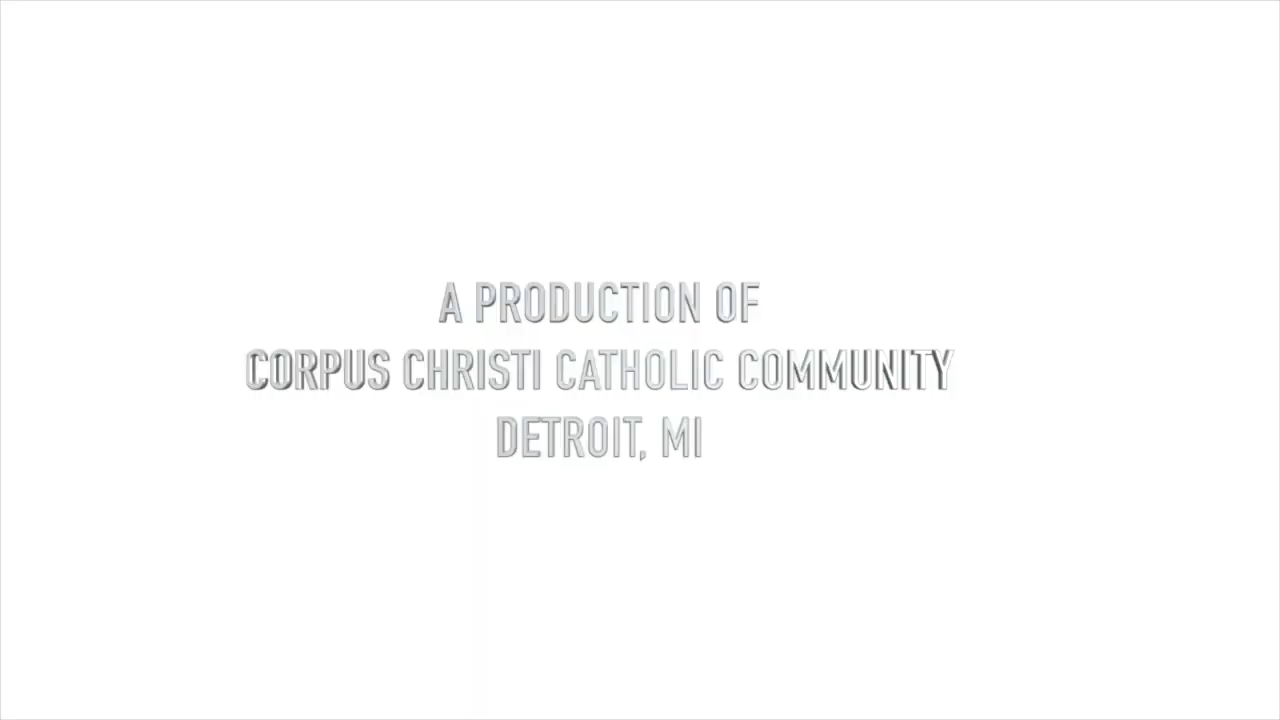 A PRODUCTION OF
CORPUS CHRISTI CATHOLIC COMMUNITY
DETROIT, MI